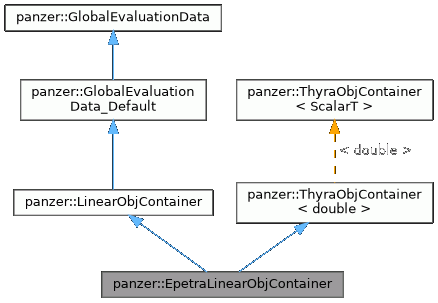 panzer::GlobalEvaluationData
panzer::GlobalEvaluation
Data_Default
panzer::ThyraObjContainer
< ScalarT >
< double >
panzer::LinearObjContainer
panzer::ThyraObjContainer
< double >
panzer::EpetraLinearObjContainer